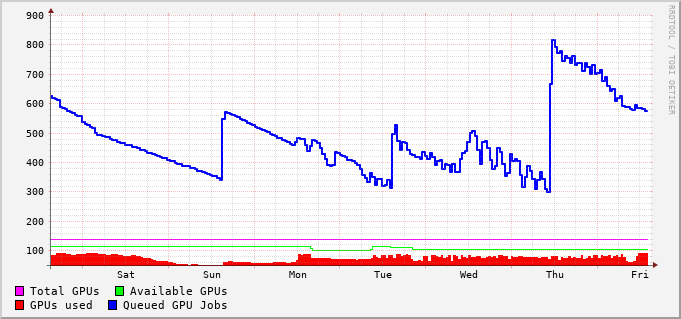 900
800
700
600
500
400
300
200
100
Sat Sun Mon Tue Wed Thu Fri
Total GPUs Available GPUs
GPUs used Queued GPU Jobs
RRDTOOL / TOBI OETIKER